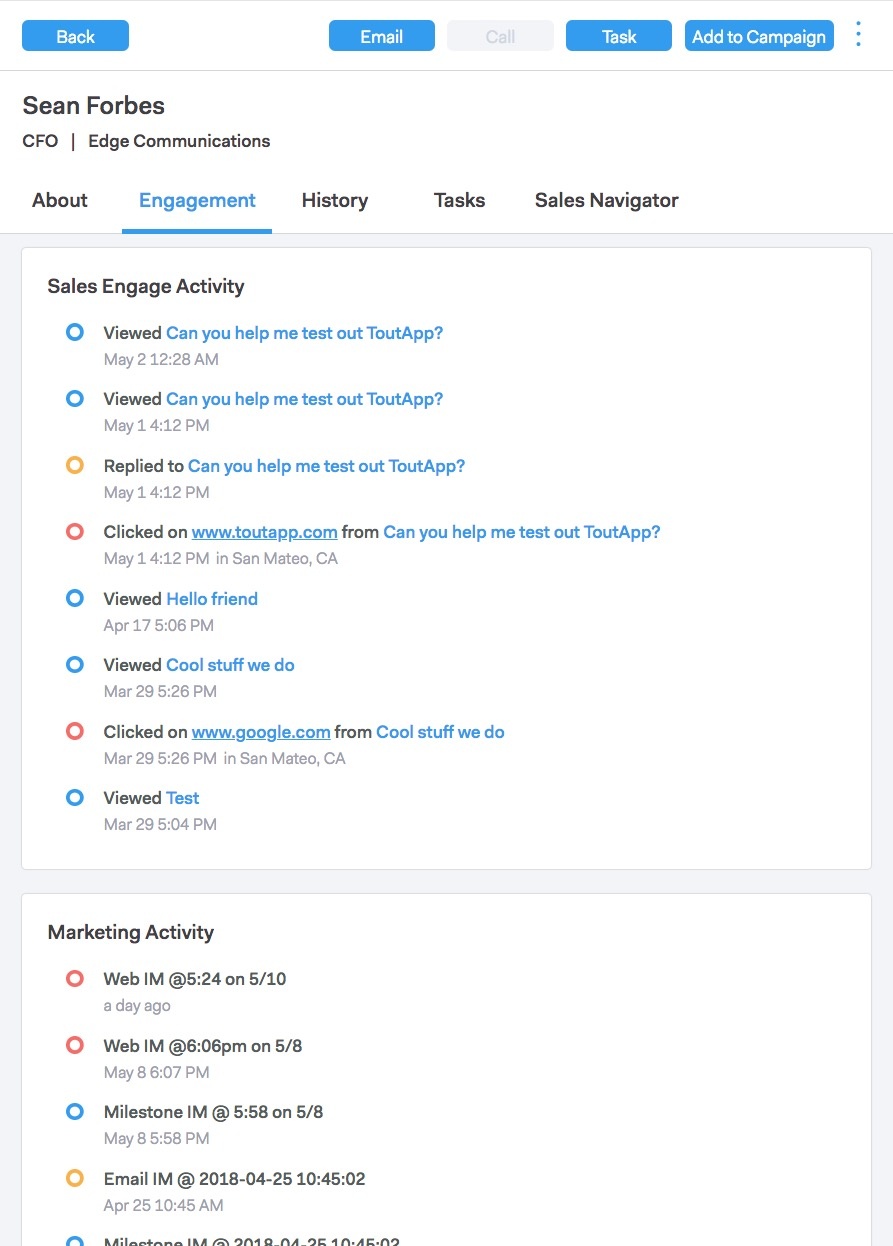 Back Email Call Task Add to Campaign
Sean Forbes
CFO | Edge Communications
About Engagement History Tasks Sales Navigator
Sales Engage Activity
Viewed Can you help me test out ToutApp?
May 2 12:28 AM
Viewed Can you help me test out ToutApp?
May 1 4:12 PM
Replied to Can you help me test out ToutApp?
May 1 4:12 PM
Clicked on www.toutapp.com from Can you help me test out ToutApp?
May 1 4:12 PM in San Mateo, CA
Viewed Hello friend
Apr 17 5:06 PM
Viewed Cool stuff we do
Mar 29 5:26 PM
Clicked on www.google.com from Cool stuff we do
Mar 29 5:26 PM in San Mateo, CA
Viewed Test
Mar 29 5:04 PM
Marketing Activity
Web IM @5:24 on 5/10
a day ago
Web IM @6:06pm on 5/8
May 8 6:07 PM
Milestone IM @ 5:58 on 5/8
May 8 5:58 PM
Email IM @ 2018-04-25 10:45:02
Apr 25 10:45 AM
Milestone IM @ 2018-04-25 10:45:02